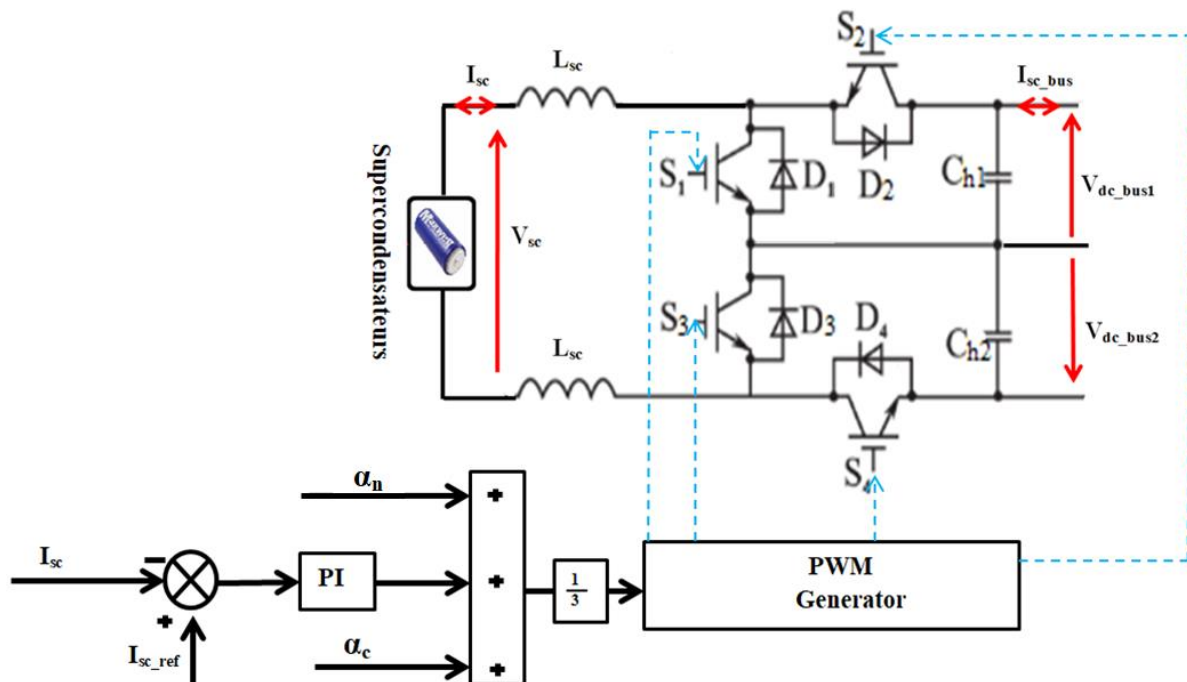 S2
Lsc
Isc
Isc_bus
Supercondensateurs
Vsc
S1
D1
D2
Ch1
Vdc_bus1
S3
D3
D4
Ch2
Vdc_bus2
Lsc
S4
αn
+
Isc
−
PI
+
1/3
PWM
Generator
+
Isc_ref
αc
+